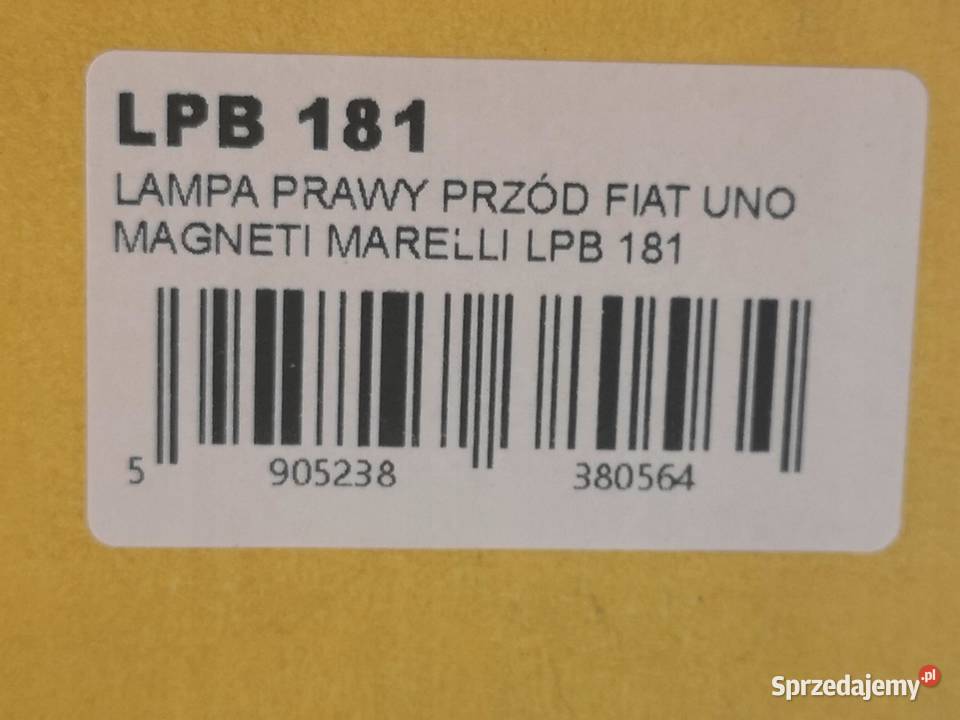 LPB 181
LAMPA PRAWY PRZÓD FIAT UNO
MAGNETI MARELLI LPB 181
5 905238 380564
Sprzedajemy.pl